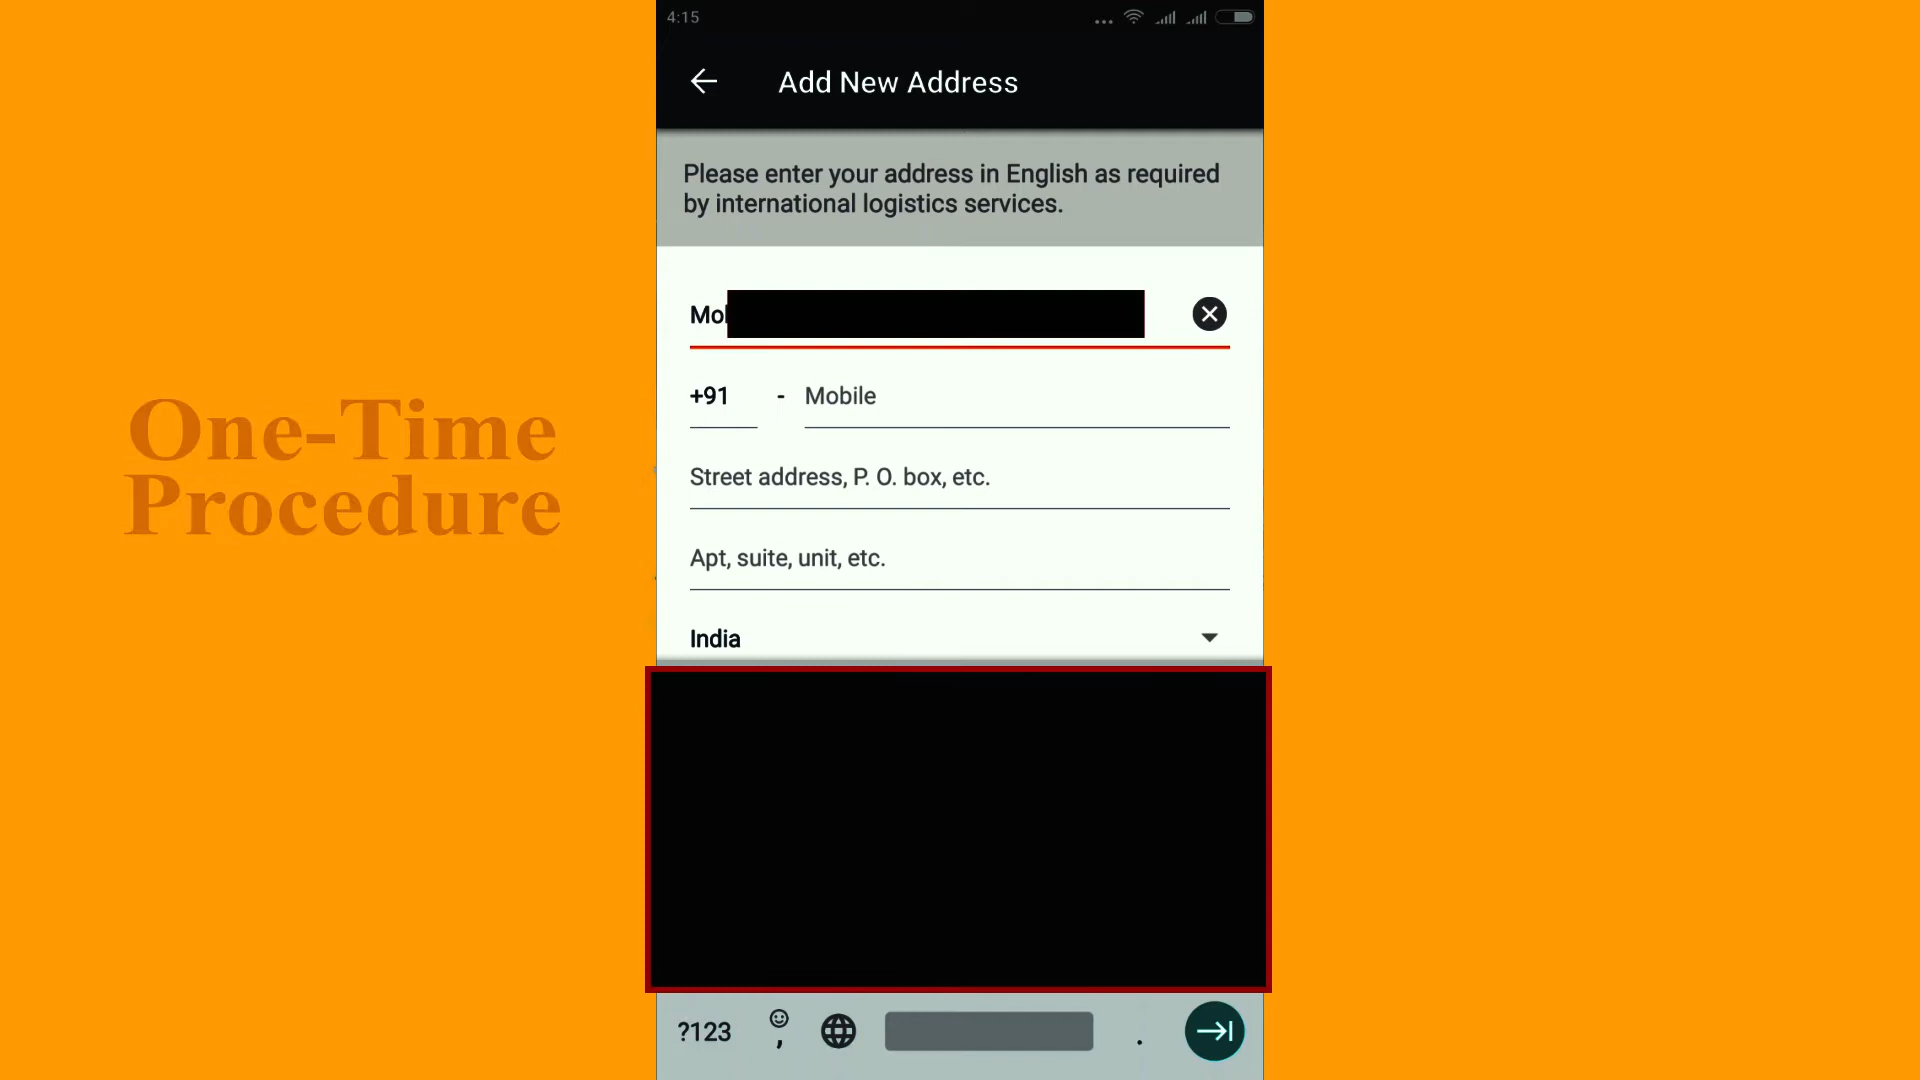 4:15
Add New Address
Please enter your address in English as required
by international logistics services.
+91 - Mobile
One-Time
Procedure
Street address, P. O. box, etc.
Apt, suite, unit, etc.
India
?123 , .